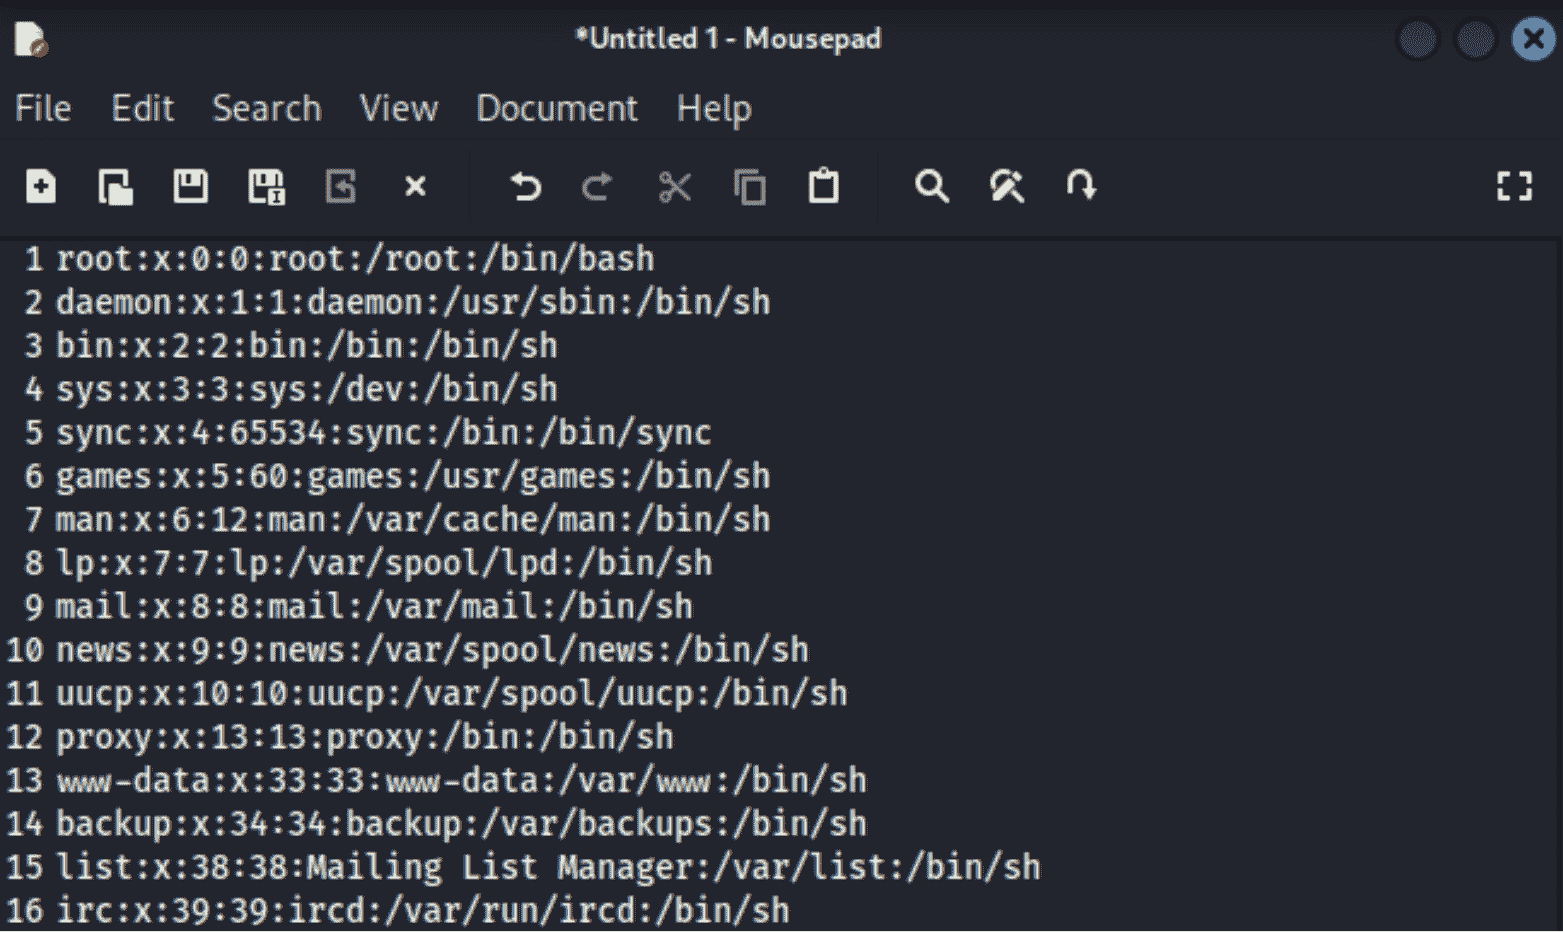 *Untitled 1 - Mousepad
File Edit Search View Document Help
1 root:x:0:0:root:/root:/bin/bash
2 daemon:x:1:1:daemon:/usr/sbin:/bin/sh
3 bin:x:2:2:bin:/bin:/bin/sh
4 sys:x:3:3:sys:/dev:/bin/sh
5 sync:x:4:65534:sync:/bin:/bin/sync
6 games:x:5:60:games:/usr/games:/bin/sh
7 man:x:6:12:man:/var/cache/man:/bin/sh
8 lp:x:7:7:lp:/var/spool/lpd:/bin/sh
9 mail:x:8:8:mail:/var/mail:/bin/sh
10 news:x:9:9:news:/var/spool/news:/bin/sh
11 uucp:x:10:10:uucp:/var/spool/uucp:/bin/sh
12 proxy:x:13:13:proxy:/bin:/bin/sh
13 www-data:x:33:33:www-data:/var/www:/bin/sh
14 backup:x:34:34:backup:/var/backups:/bin/sh
15 list:x:38:38:Mailing List Manager:/var/list:/bin/sh
16 irc:x:39:39:ircd:/var/run/ircd:/bin/sh